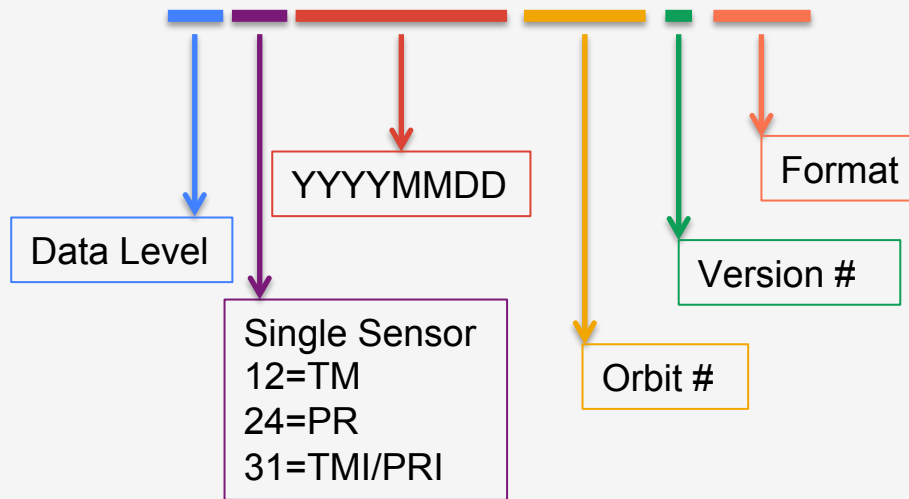 YYYYMMDD
Format
Data Level
Version #
Single Sensor
12=TM
24=PR
31=TMI/PRI
Orbit #